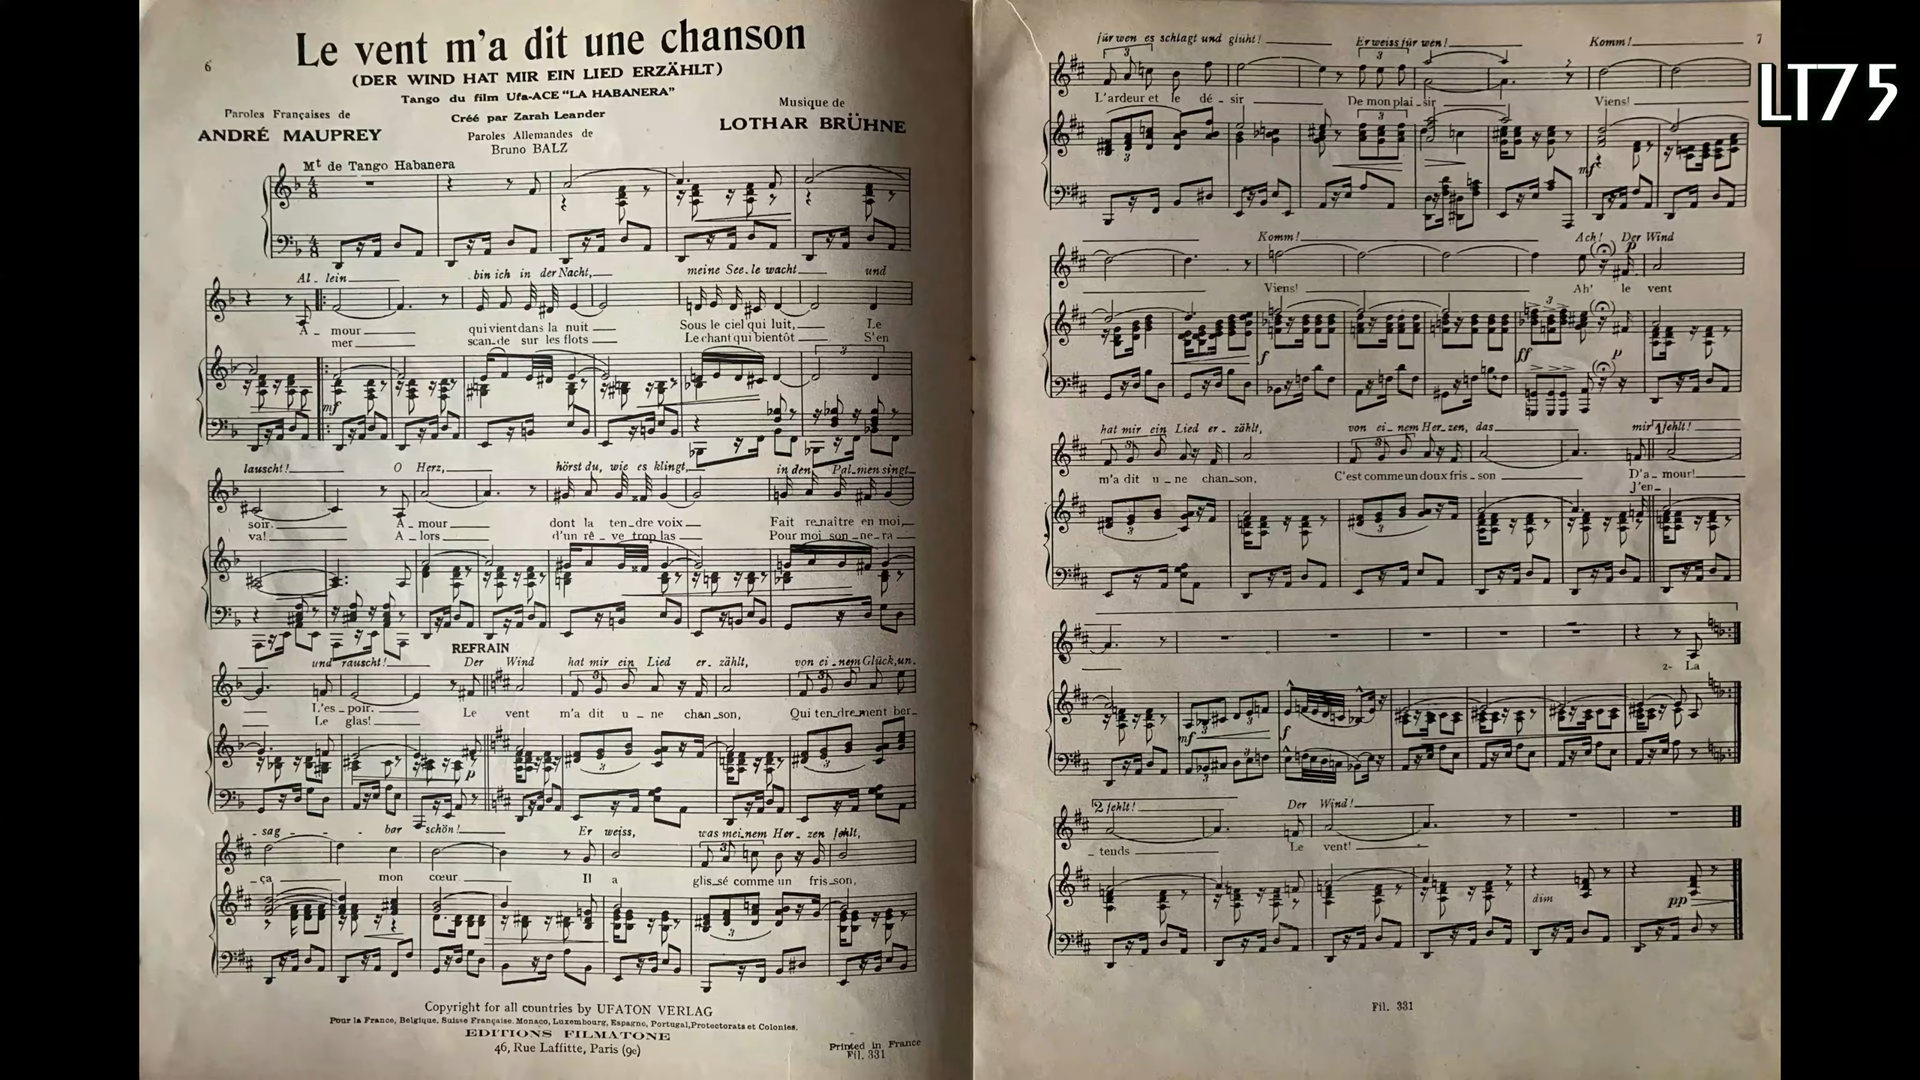 6
Le vent m'a dit une chanson
(DER WIND HAT MIR EIN LIED ERZÄHLT)
Tango du film Ufa-ACE "LA HABANERA"
Créé par Zarah Leander
Paroles Françaises de
ANDRÉ MAUPREY
Paroles Allemandes de
Bruno BALZ
Musique de
LOTHAR BRÜHNE
Mt de Tango Habanera
Al - lein bin ich in der Nacht, meine See-le wacht und
A - mour qui vient dans la nuit Sous le ciel qui luit, Le
mer scan-de sur les flots Le chant qui bientôt S'en
mf
lauscht! O Herz, hörst du, wie es klingt, in den Pal-men singt
soir. A - mour dont la ten-dre voix Fait renaître en moi,
va! A - lors d'un rê - ve trop las Pour moi son-ne-ra
REFRAIN
und rauscht! Der Wind hat mir ein Lied er-zählt, von ei-nem Glück, un-
L'es-poir. Le vent m'a dit u-ne chan-son, Qui ten-drement ber-
Le glas!
p
- sag - bar schön! Er weiss, was mei-nem Her-zen fehlt,
- ça mon cœur Il a glis-sé comme un fris-son,
Copyright for all countries by UFATON VERLAG
Pour la France, Belgique, Suisse Française, Monaco, Luxembourg, Espagne, Portugal, Protectorats et Colonies.
EDITIONS FILMATONE
46, Rue Laffitte, Paris (9e)
Printed in France
Fil. 331
7
LT75
für wen es schlagt und glüht! Er weiss für wen! Komm!
L'ardeur et le dé-sir De mon plai-sir Viens!
mf
Komm! Ach! Der Wind
p
Viens! Ah! le vent
f ff p
hat mir ein Lied er-zählt, von ei-nem Her-zen, das mir 1 fehlt!
m'a dit u-ne chan-son, C'est comme un doux fris-son D'a-mour!
J'en-
2- La
mf f
2 fehlt! Der Wind!
- tends Le vent!
dim pp
Fil. 331